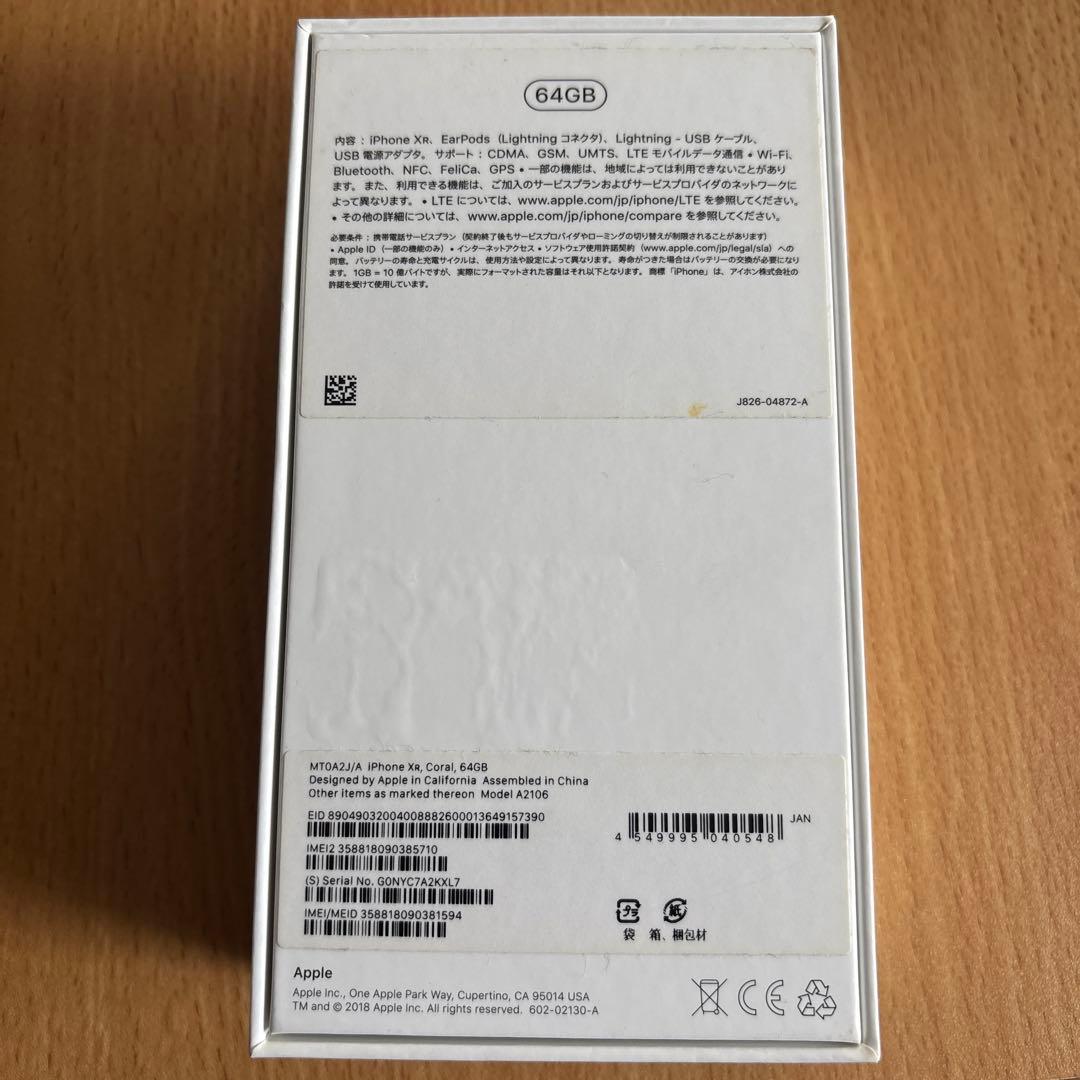 64GB
内容：iPhone XR、EarPods（Lightning コネクタ）、Lightning - USB ケーブル、
USB 電源アダプタ。サポート：CDMA、GSM、UMTS、LTE モバイルデータ通信 • Wi-Fi、
Bluetooth、NFC、FeliCa、GPS • 一部の機能は、地域によっては利用できないことがあり
ます。また、利用できる機能は、ご加入のサービスプランおよびサービスプロバイダのネットワークに
よって異なります。• LTE については、www.apple.com/jp/iphone/LTE を参照してください。
• その他の詳細については、www.apple.com/jp/iphone/compare を参照してください。
必要条件：携帯電話サービスプラン（契約終了後もサービスプロバイダやローミングの切り替えが制限されることがあります）
• Apple ID（一部の機能のみ）• インターネットアクセス • ソフトウェア使用許諾契約（www.apple.com/jp/legal/sla）への
同意。バッテリーの寿命と充電サイクルは、使用方法や設定によって異なります。寿命がつきた場合はバッテリーの交換が必要になり
ます。1GB = 10 億バイトですが、実際にフォーマットされた容量はそれ以下となります。商標「iPhone」は、アイホン株式会社の
許諾を受けて使用しています。
J826-04872-A
MT0A2J/A iPhone XR, Coral, 64GB
Designed by Apple in California Assembled in China
Other items as marked thereon Model A2106
EID 89049032004008882600013649157390
IMEI2 358818090385710
(S) Serial No. G0NYC7A2KXL7
IMEI/MEID 358818090381594
JAN
4 549995 040548
プラ 紙
袋 箱、梱包材
Apple
Apple Inc., One Apple Park Way, Cupertino, CA 95014 USA
TM and © 2018 Apple Inc. All rights reserved. 602-02130-A
CE